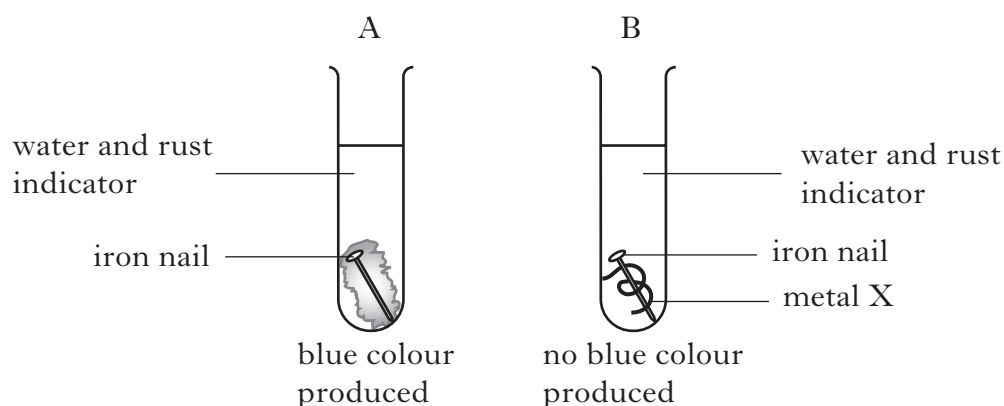 A
B
water and rust
indicator
water and rust
indicator
iron nail
iron nail
metal X
blue colour
produced
no blue colour
produced